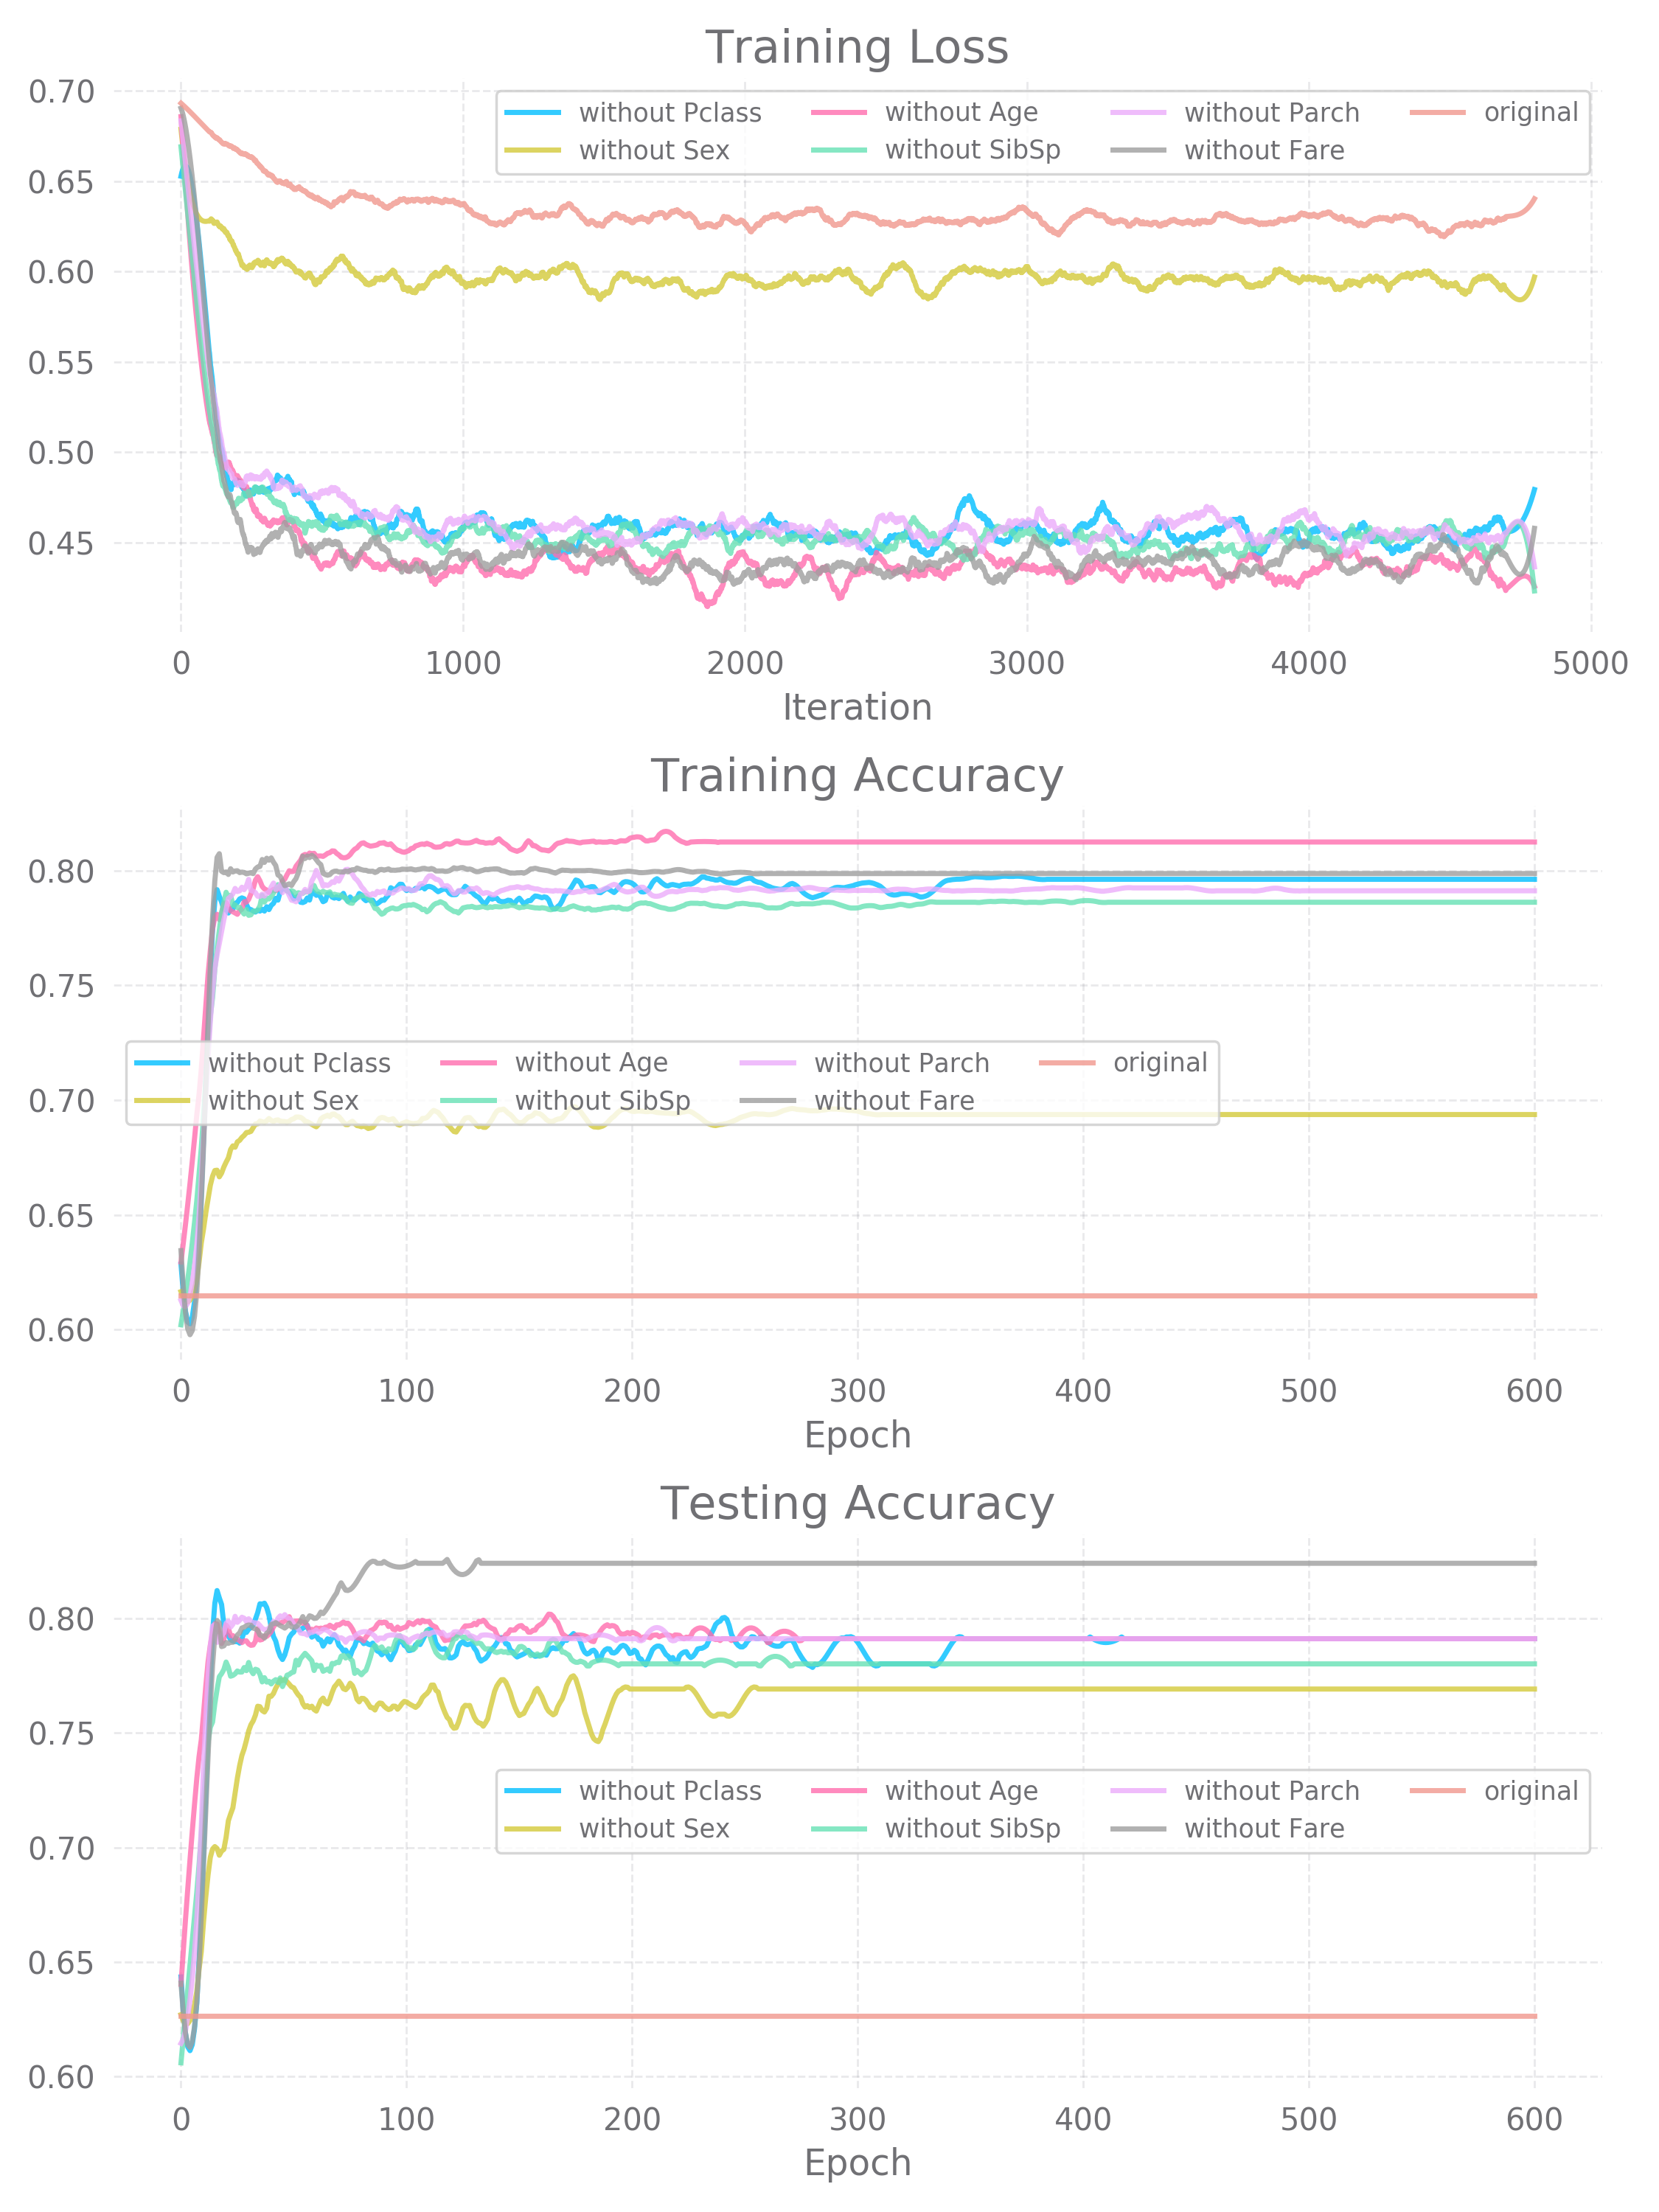 Training Loss
0.70
0.65
0.60
0.55
0.50
0.45
without Pclass without Age without Parch original
without Sex without SibSp without Fare
0 1000 2000 3000 4000 5000
Iteration
Training Accuracy
0.80
0.75
0.70
0.65
0.60
without Pclass without Age without Parch original
without Sex without SibSp without Fare
0 100 200 300 400 500 600
Epoch
Testing Accuracy
0.80
0.75
0.70
0.65
0.60
without Pclass without Age without Parch original
without Sex without SibSp without Fare
0 100 200 300 400 500 600
Epoch